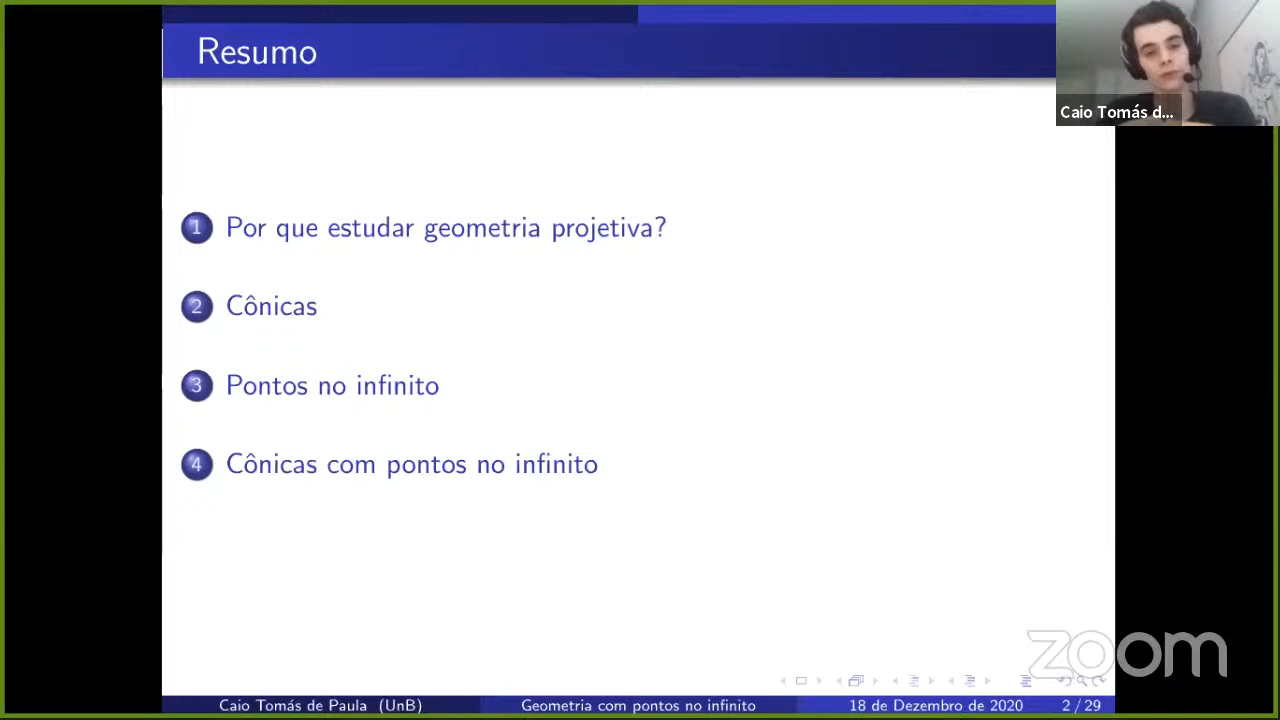 Resumo
Caio Tomás d...
1 Por que estudar geometria projetiva?
2 Cônicas
3 Pontos no infinito
4 Cônicas com pontos no infinito
zoom
Caio Tomás de Paula (UnB) Geometria com pontos no infinito 18 de Dezembro de 2020 2 / 29